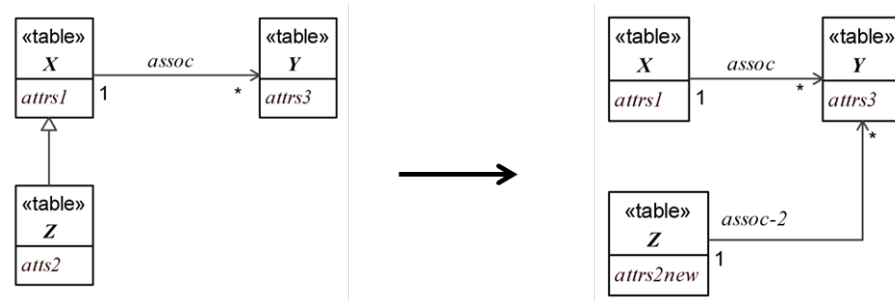 «table»
X
attrs1
assoc
1
*
«table»
Y
attrs3
«table»
Z
atts2
«table»
X
attrs1
assoc
1
*
«table»
Y
attrs3
*
«table»
Z
attrs2new
assoc-2
1